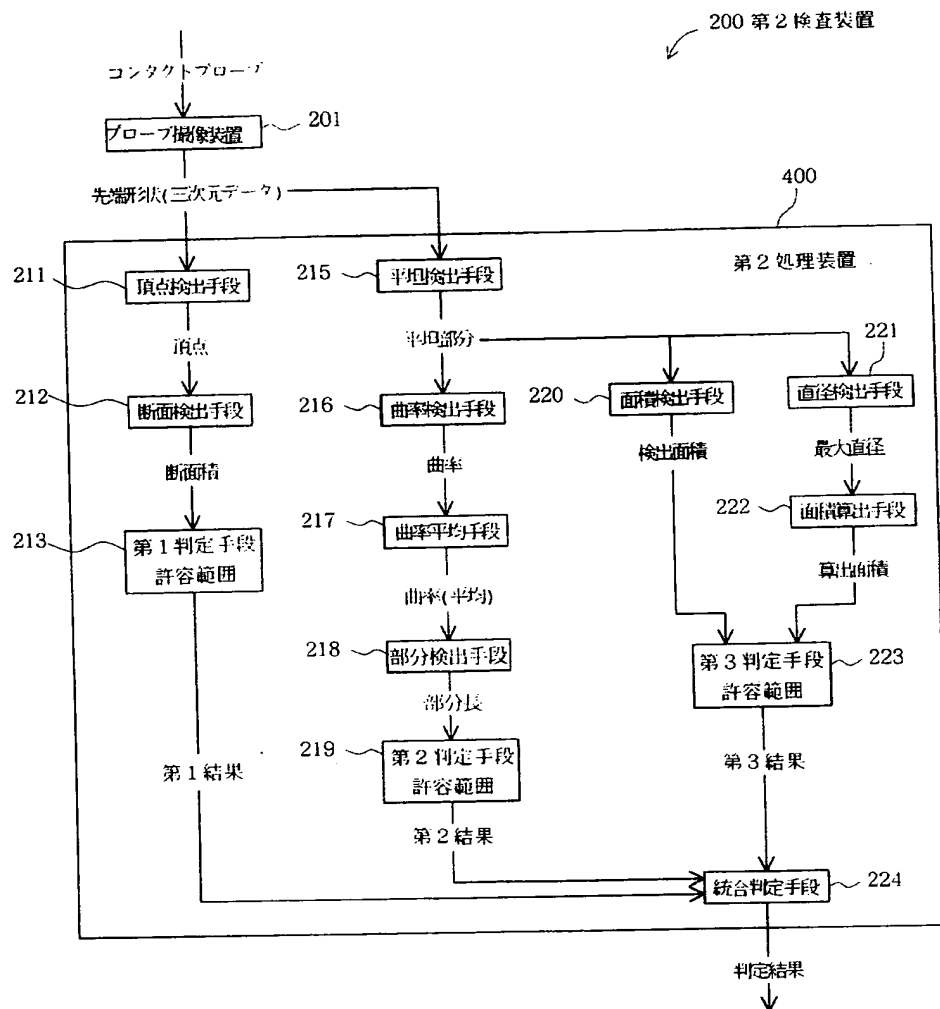 200 第2検査装置
コンタクトプローブ
プローブ撮像装置
201
先端形状(三次元データ)
400
第2処理装置
211
頂点検出手段
215
平坦検出手段
頂点
平坦部分
221
212
断面検出手段
216
曲率検出手段
220
面積検出手段
直径検出手段
断面積
曲率
検出面積
最大直径
213
第1判定手段
許容範囲
217
曲率平均手段
222
面積算出手段
曲率(平均)
算出面積
218
部分検出手段
第3判定手段
許容範囲
223
部分長
219
第2判定手段
許容範囲
第1結果
第3結果
第2結果
統合判定手段
224
判定結果